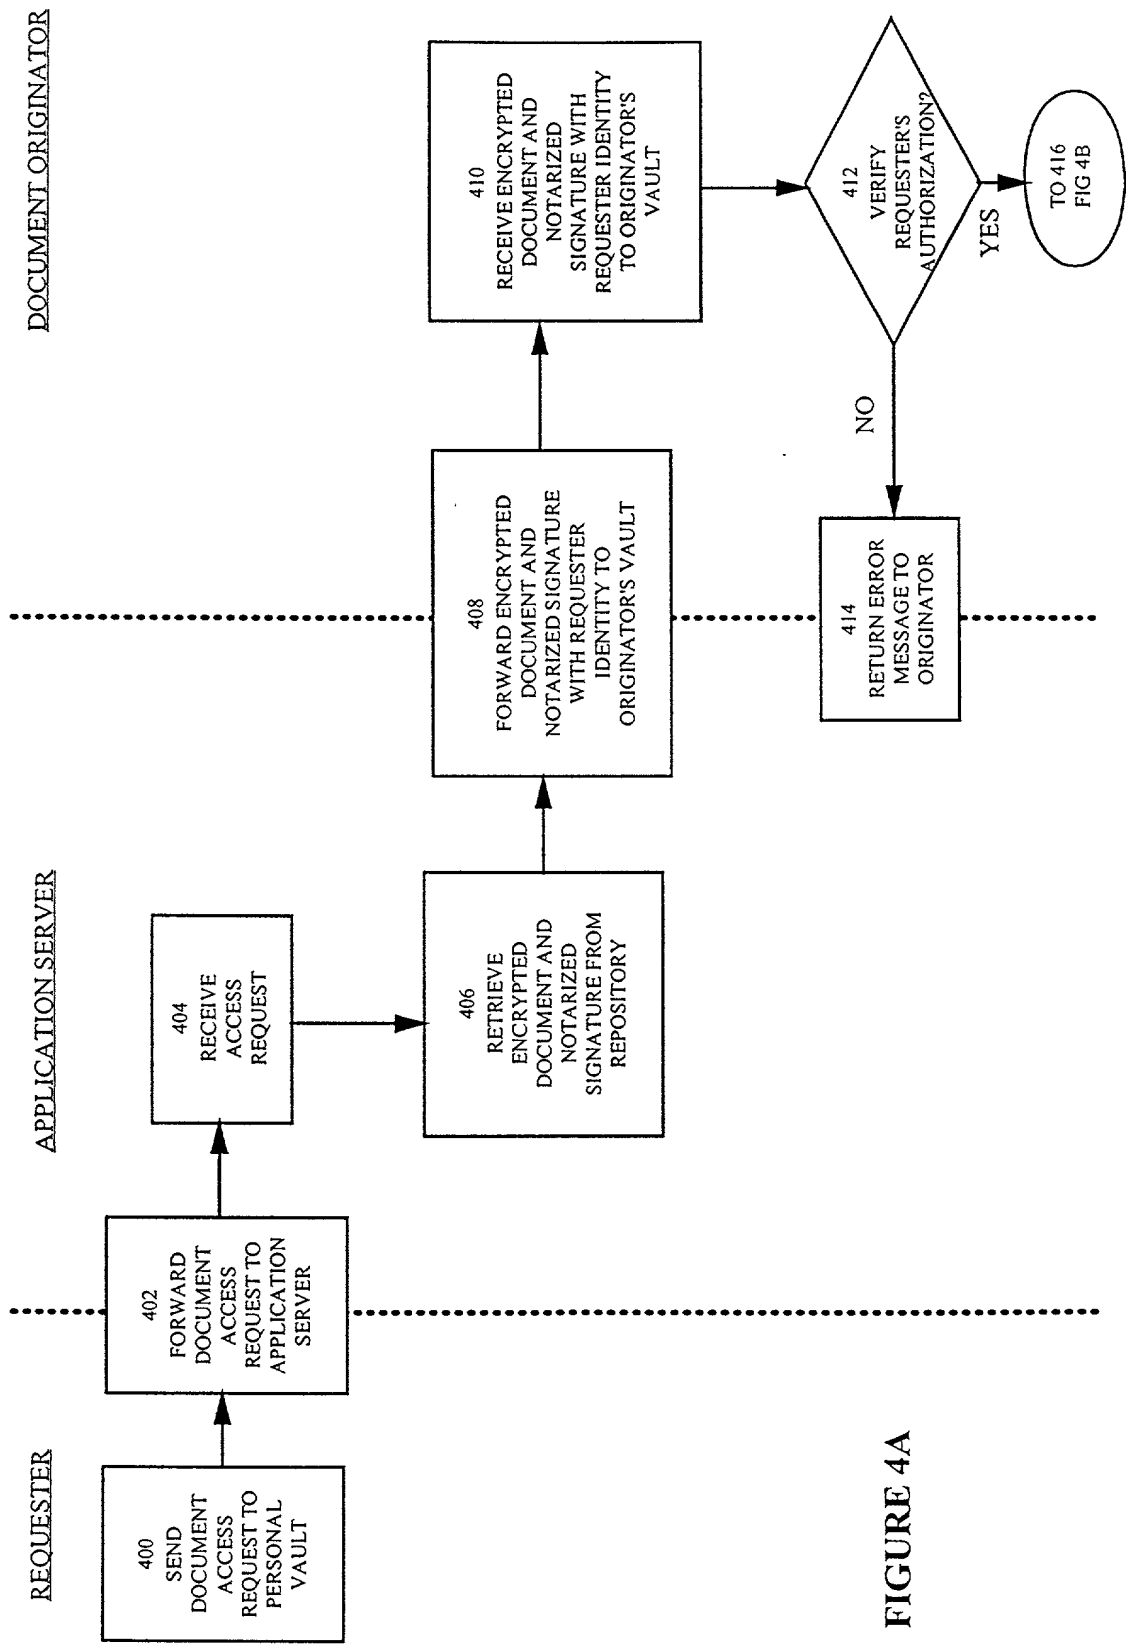 REQUESTER
APPLICATION SERVER
DOCUMENT ORIGINATOR
400
SEND
DOCUMENT
ACCESS
REQUEST TO
PERSONAL
VAULT
402
FORWARD
DOCUMENT
ACCESS
REQUEST TO
APPLICATION
SERVER
404
RECEIVE
ACCESS
REQUEST
406
RETRIEVE
ENCRYPTED
DOCUMENT AND
NOTARIZED
SIGNATURE FROM
REPOSITORY
408
FORWARD ENCRYPTED
DOCUMENT AND
NOTARIZED SIGNATURE
WITH REQUESTER
IDENTITY TO
ORIGINATOR'S VAULT
410
RECEIVE ENCRYPTED
DOCUMENT AND
NOTARIZED
SIGNATURE WITH
REQUESTER IDENTITY
TO ORIGINATOR'S
VAULT
412
VERIFY
REQUESTER'S
AUTHORIZATION?
NO
YES
414
RETURN ERROR
MESSAGE TO
ORIGINATOR
TO 416
FIG 4B
FIGURE 4A